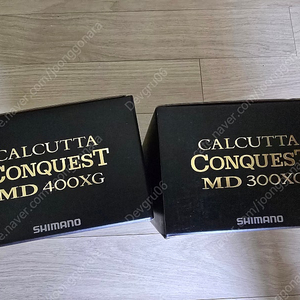 CALCUTTA
CONQUEST
MD 400XG
SHIMANO
CALCUTTA
CONQUEST
MD 300XG
SHIMANO